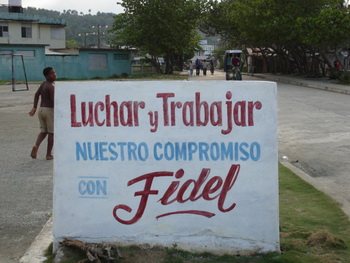 Luchar y Trabajar
NUESTRO COMPROMISO
CON Fidel